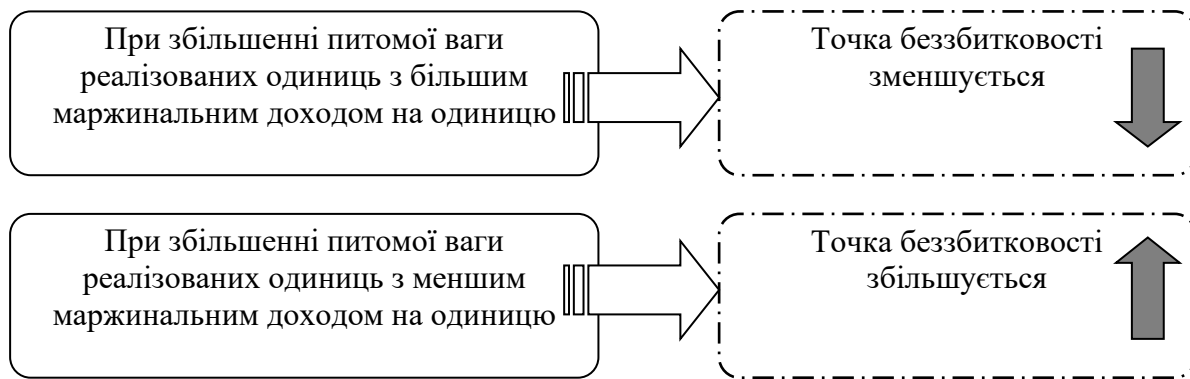 При збільшенні питомої ваги
реалізованих одиниць з більшим
маржинальним доходом на одиницю
Точка беззбитковості
зменшується
При збільшенні питомої ваги
реалізованих одиниць з меншим
маржинальним доходом на одиницю
Точка беззбитковості
збільшується